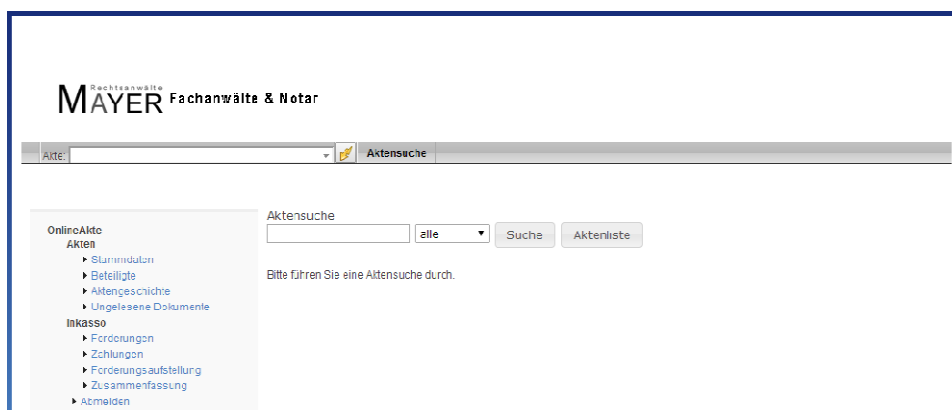 Rechtsanwälte
MAYER Fachanwälte & Notar
Akte: Aktensuche
Aktensuche
alle Suche Aktenliste
Bitte führen Sie eine Aktensuche durch.
OnlineAkte
Akten
Stammdaten
Beteiligte
Aktengeschichte
Ungelesene Dokumente
Inkasso
Forderungen
Zahlungen
Forderungsaufstellung
Zusammenfassung
Abmelden